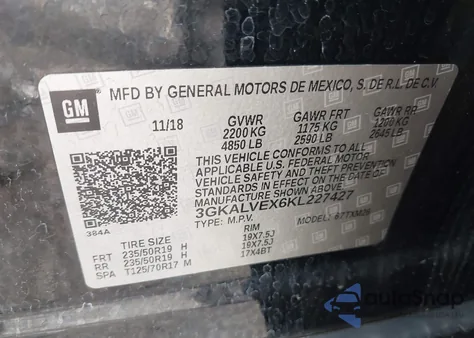 GM
MFD BY GENERAL MOTORS DE MEXICO, S. DE R.L. DE C.V.
11/18 GVWR GAWR FRT GAWR RR
2200 KG 1175 KG 1200 KG
4850 LB 2590 LB 2645 LB
THIS VEHICLE CONFORMS TO ALL
APPLICABLE U.S. FEDERAL MOTOR
VEHICLE SAFETY AND THEFT PREVENTION
STANDARDS IN EFFECT ON THE DATE OF
3GKALVEX6KL227427
TYPE: M.P.V. MODEL:
384A
TIRE SIZE RIM
FRT 235/50R19 H 19X7.5J
RR 235/50R19 H 19X7.5J
SPA T125/70R17 M 17X4BT
autoSnap